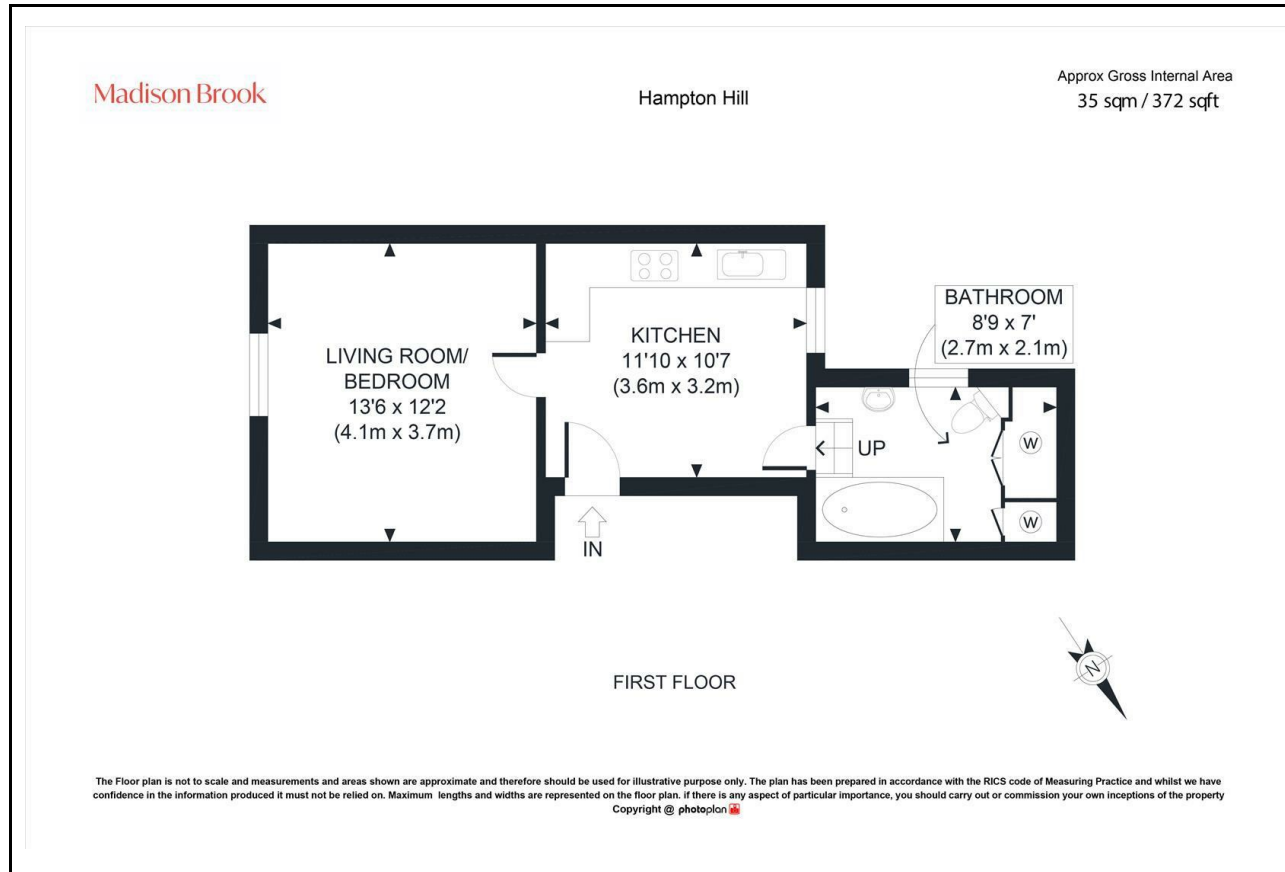 Madison Brook
Hampton Hill
Approx Gross Internal Area
35 sqm / 372 sqft
LIVING ROOM/
BEDROOM
13'6 x 12'2
(4.1m x 3.7m)
KITCHEN
11'10 x 10'7
(3.6m x 3.2m)
BATHROOM
8'9 x 7'
(2.7m x 2.1m)
UP
W
W
IN
N
FIRST FLOOR
The Floor plan is not to scale and measurements and areas shown are approximate and therefore should be used for illustrative purpose only. The plan has been prepared in accordance with the RICS code of Measuring Practice and whilst we have
confidence in the information produced it must not be relied on. Maximum lengths and widths are represented on the floor plan. if there is any aspect of particular importance, you should carry out or commission your own inceptions of the property
Copyright @ photoplan